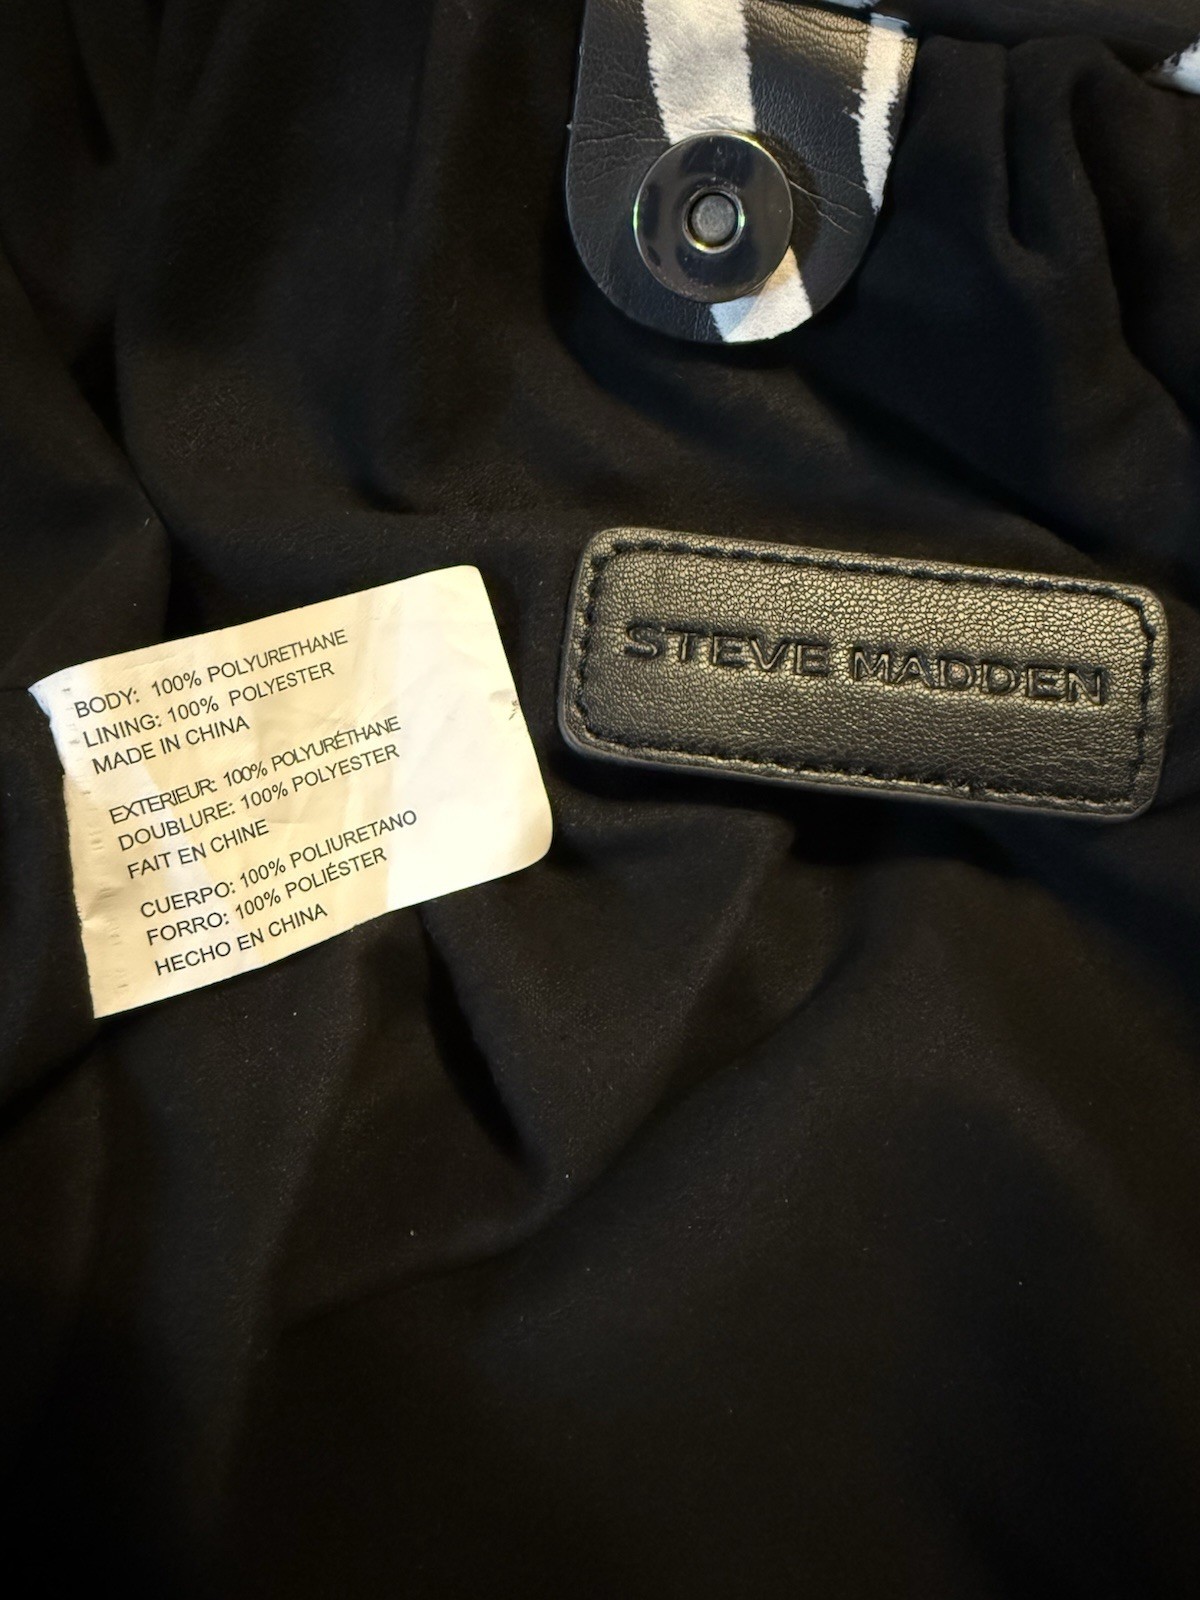 BODY: 100% POLYURETHANE
LINING: 100% POLYESTER
MADE IN CHINA
EXTERIEUR: 100% POLYURÉTHANE
DOUBLURE: 100% POLYESTER
FAIT EN CHINE
CUERPO: 100% POLIURETANO
FORRO: 100% POLIÉSTER
HECHO EN CHINA
STEVE MADDEN